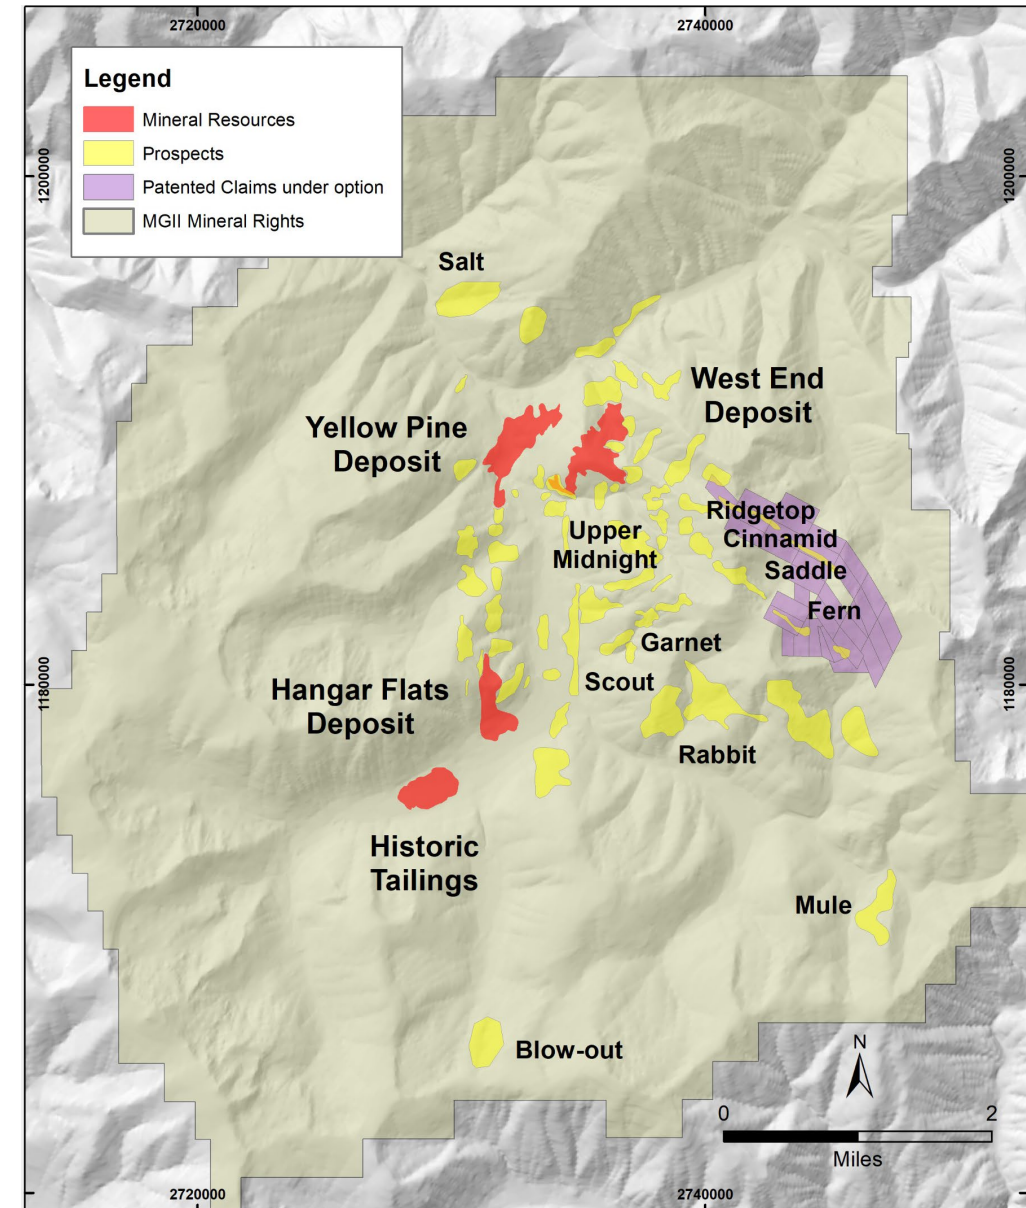 2720000
2740000
Legend
Mineral Resources
Prospects
Patented Claims under option
MGII Mineral Rights
1200000
1200000
Salt
West End
Deposit
Yellow Pine
Deposit
Ridgetop
Cinnamid
Upper
Midnight
Saddle
Fern
Garnet
Scout
1180000
1180000
Hangar Flats
Deposit
Rabbit
Historic
Tailings
Mule
Blow-out
N
0
2
Miles
2720000
2740000